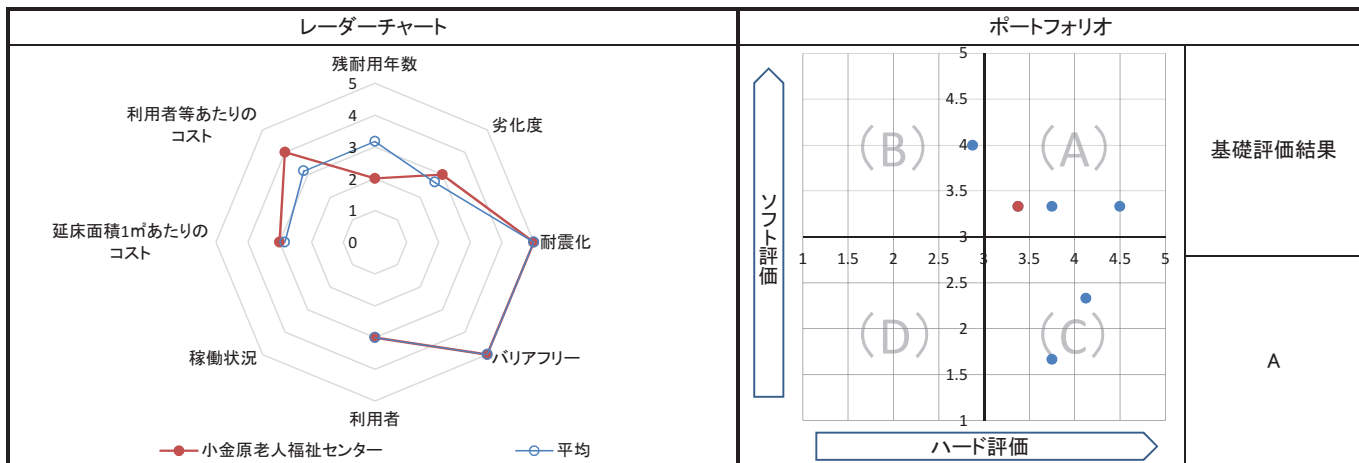 レーダーチャート
残耐用年数
劣化度
耐震化
バリアフリー
利用者
稼働状況
延床面積1㎡あたりの
コスト
利用者等あたりの
コスト
5
4
3
2
1
0
小金原老人福祉センター
平均
ポートフォリオ
ソフト評価
5
4.5
4
3.5
3
2.5
2
1.5
1
1
1.5
2
2.5
3
3.5
4
4.5
5
(B)
(A)
(D)
(C)
ハード評価
基礎評価結果
A